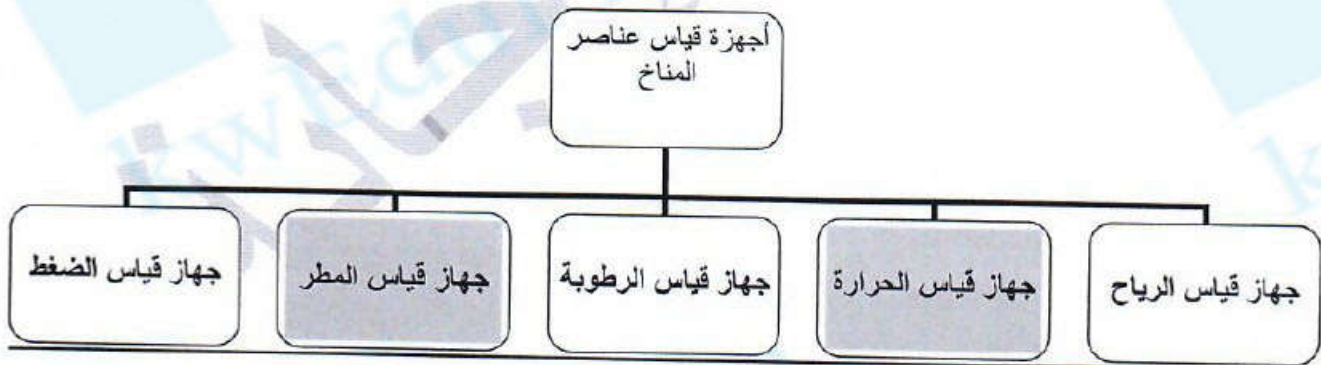 أجهزة قياس عناصر
المناخ
جهاز قياس الرياح
جهاز قياس الحرارة
جهاز قياس الرطوبة
جهاز قياس المطر
جهاز قياس الضغط